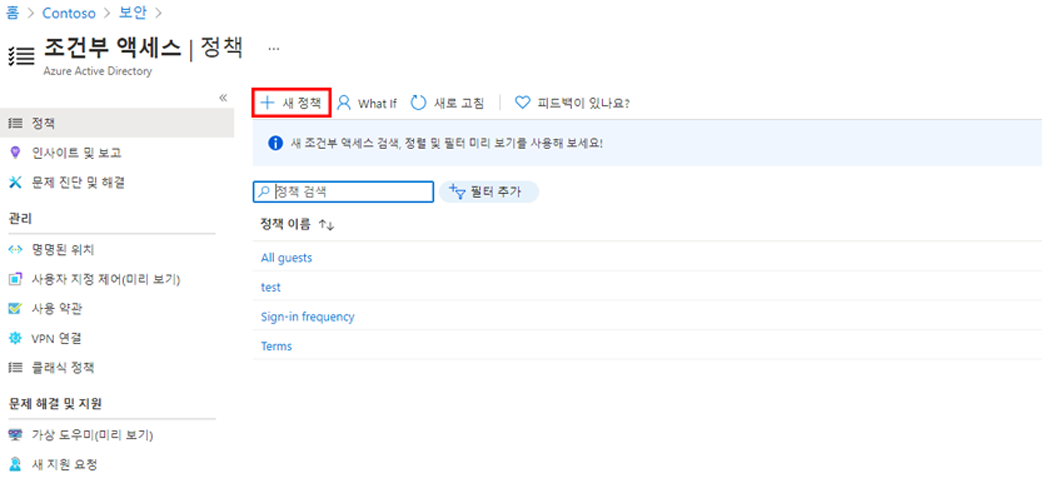 홈 > Contoso > 보안 >
조건부 액세스 | 정책 ...
Azure Active Directory
«
정책
인사이트 및 보고
문제 진단 및 해결
관리
명명된 위치
사용자 지정 제어(미리 보기)
사용 약관
VPN 연결
클래식 정책
문제 해결 및 지원
가상 도우미(미리 보기)
새 지원 요청
+ 새 정책 What If 새로 고침 | 피드백이 있나요?
새 조건부 액세스 검색, 정렬 및 필터 미리 보기를 사용해 보세요!
정책 검색 필터 추가
정책 이름 ↑↓
All guests
test
Sign-in frequency
Terms